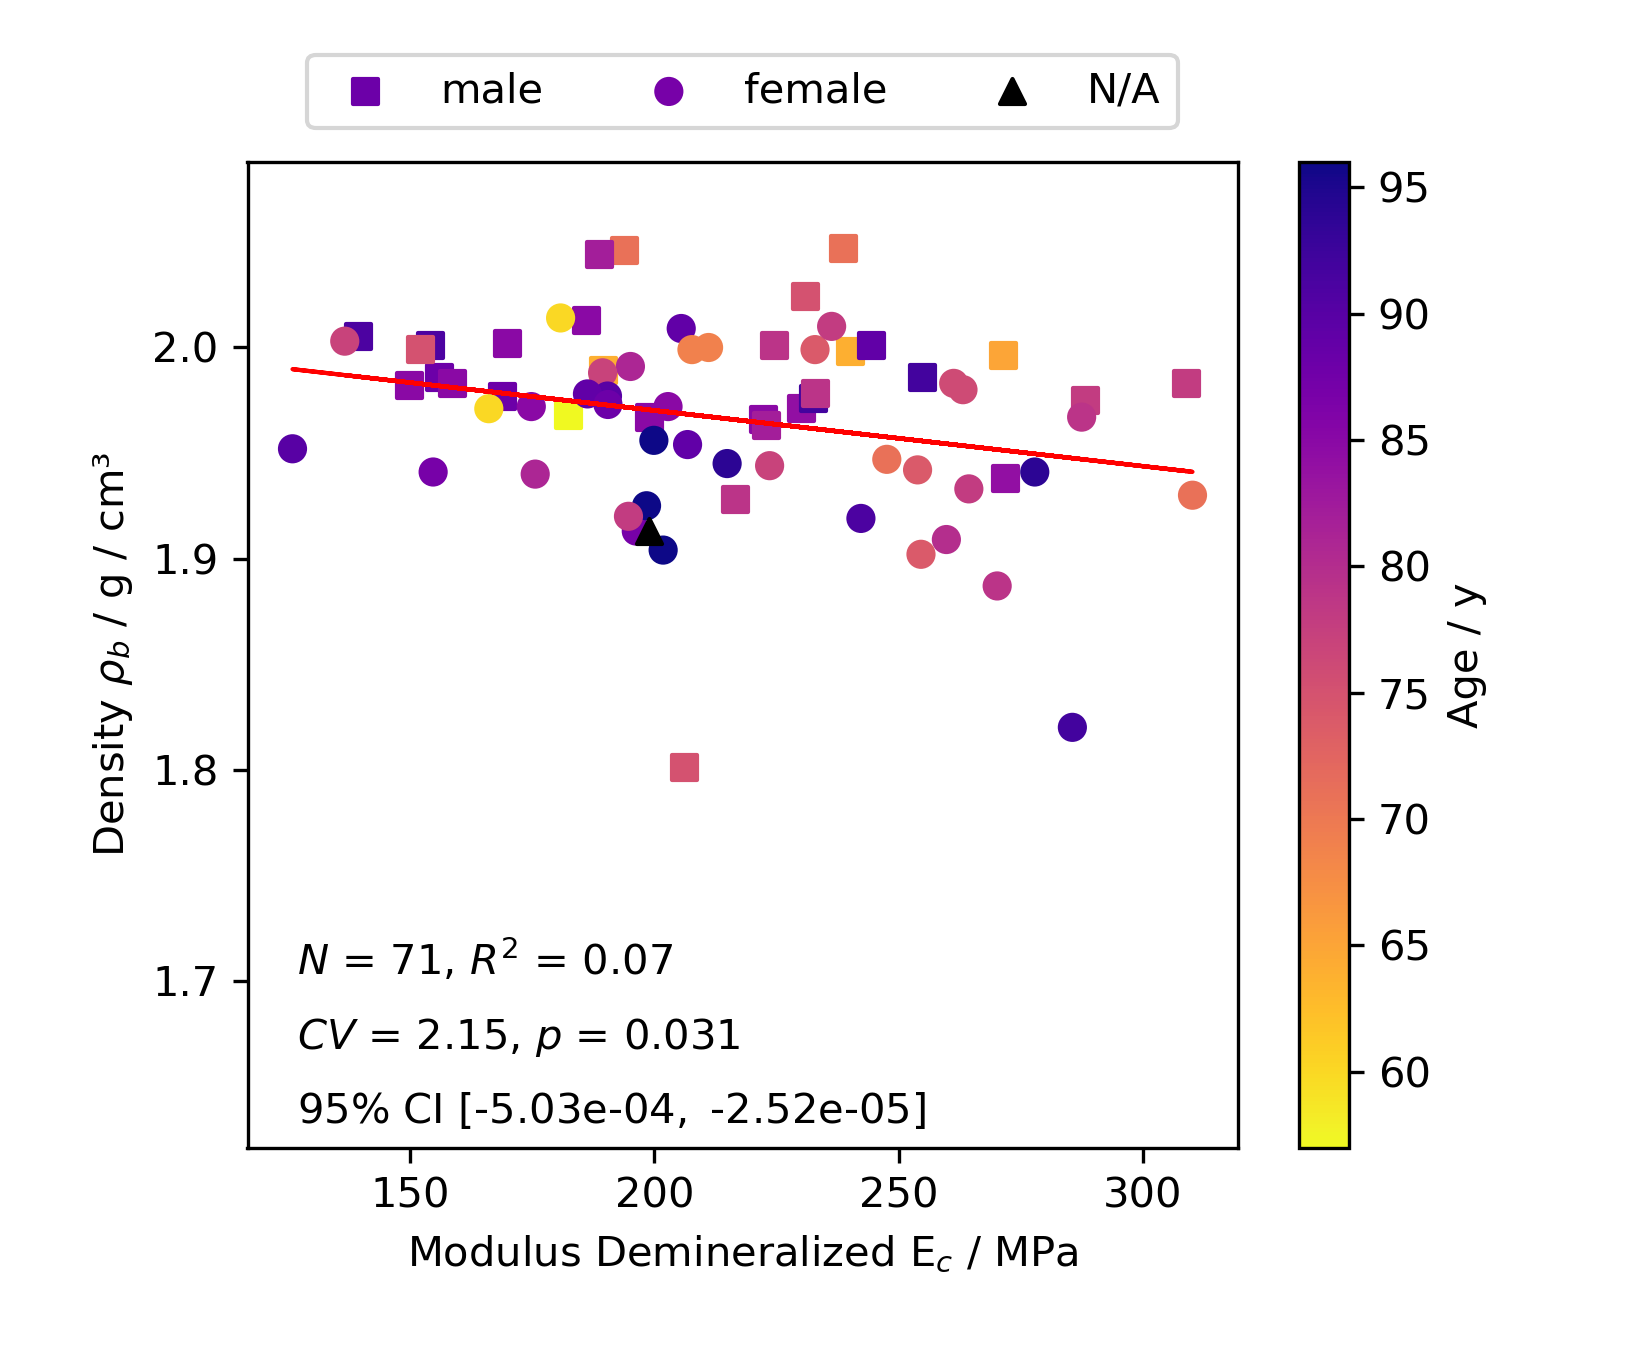 male female N/A
Density ρb / g / cm³
2.0
1.9
1.8
1.7
N = 71, R² = 0.07
CV = 2.15, p = 0.031
95% CI [-5.03e-04, -2.52e-05]
150 200 250 300
Modulus Demineralized Ec / MPa
95
90
85
80
75
70
65
60
Age / y